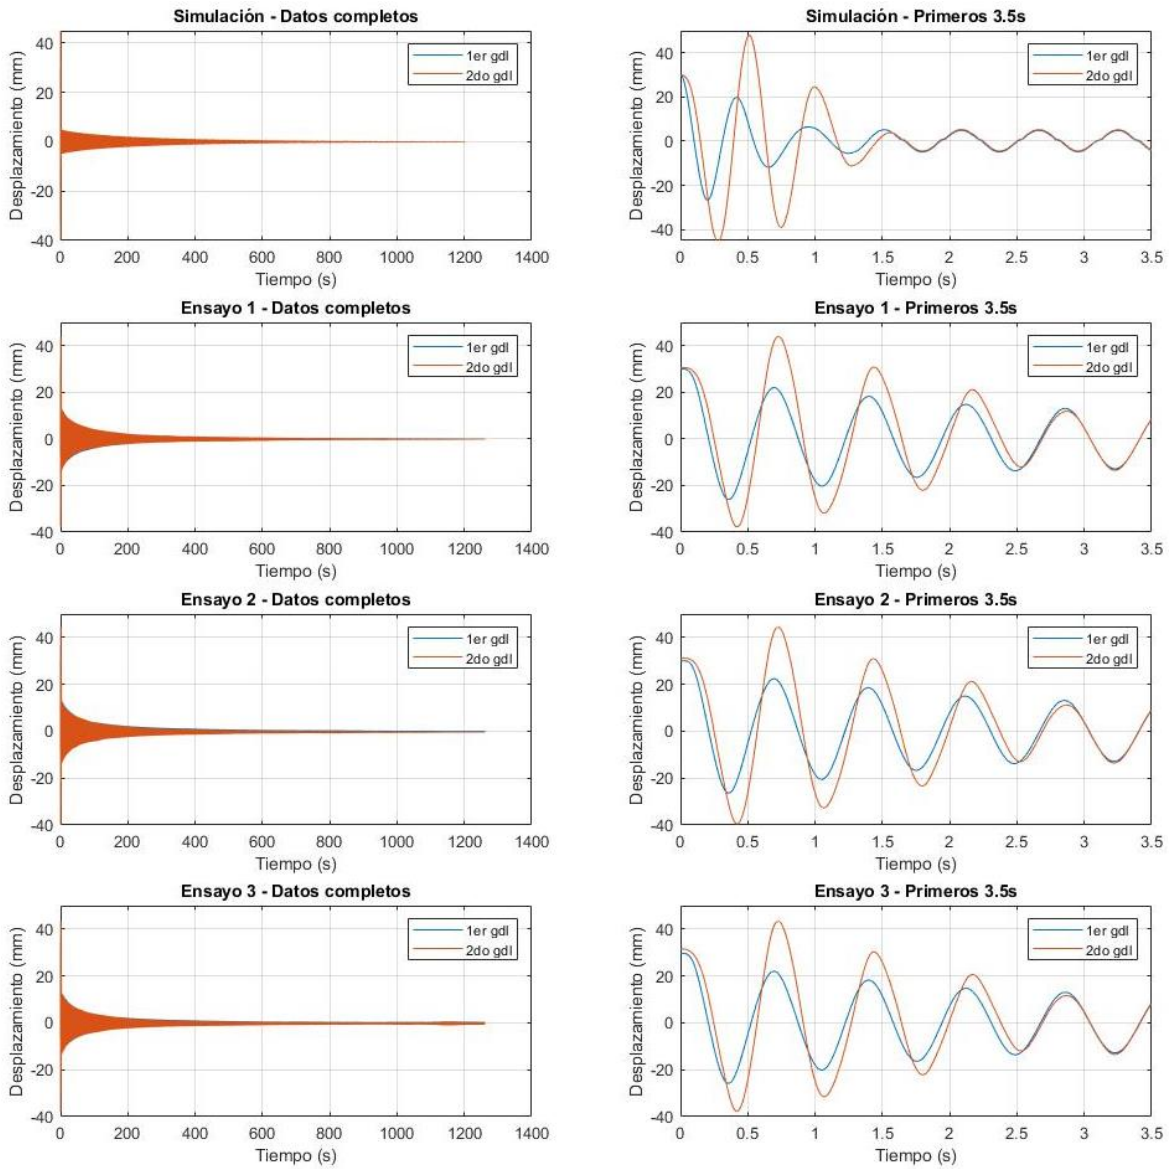 Simulación - Datos completos
Desplazamiento (mm)
40
20
0
-20
-40
1er gdl
2do gdl
0 200 400 600 800 1000 1200 1400
Tiempo (s)
Simulación - Primeros 3.5s
Desplazamiento (mm)
40
20
0
-20
-40
1er gdl
2do gdl
0 0.5 1 1.5 2 2.5 3 3.5
Tiempo (s)
Ensayo 1 - Datos completos
Desplazamiento (mm)
40
20
0
-20
-40
1er gdl
2do gdl
0 200 400 600 800 1000 1200 1400
Tiempo (s)
Ensayo 1 - Primeros 3.5s
Desplazamiento (mm)
40
20
0
-20
-40
1er gdl
2do gdl
0 0.5 1 1.5 2 2.5 3 3.5
Tiempo (s)
Ensayo 2 - Datos completos
Desplazamiento (mm)
40
20
0
-20
-40
1er gdl
2do gdl
0 200 400 600 800 1000 1200 1400
Tiempo (s)
Ensayo 2 - Primeros 3.5s
Desplazamiento (mm)
40
20
0
-20
-40
1er gdl
2do gdl
0 0.5 1 1.5 2 2.5 3 3.5
Tiempo (s)
Ensayo 3 - Datos completos
Desplazamiento (mm)
40
20
0
-20
-40
1er gdl
2do gdl
0 200 400 600 800 1000 1200 1400
Tiempo (s)
Ensayo 3 - Primeros 3.5s
Desplazamiento (mm)
40
20
0
-20
-40
1er gdl
2do gdl
0 0.5 1 1.5 2 2.5 3 3.5
Tiempo (s)